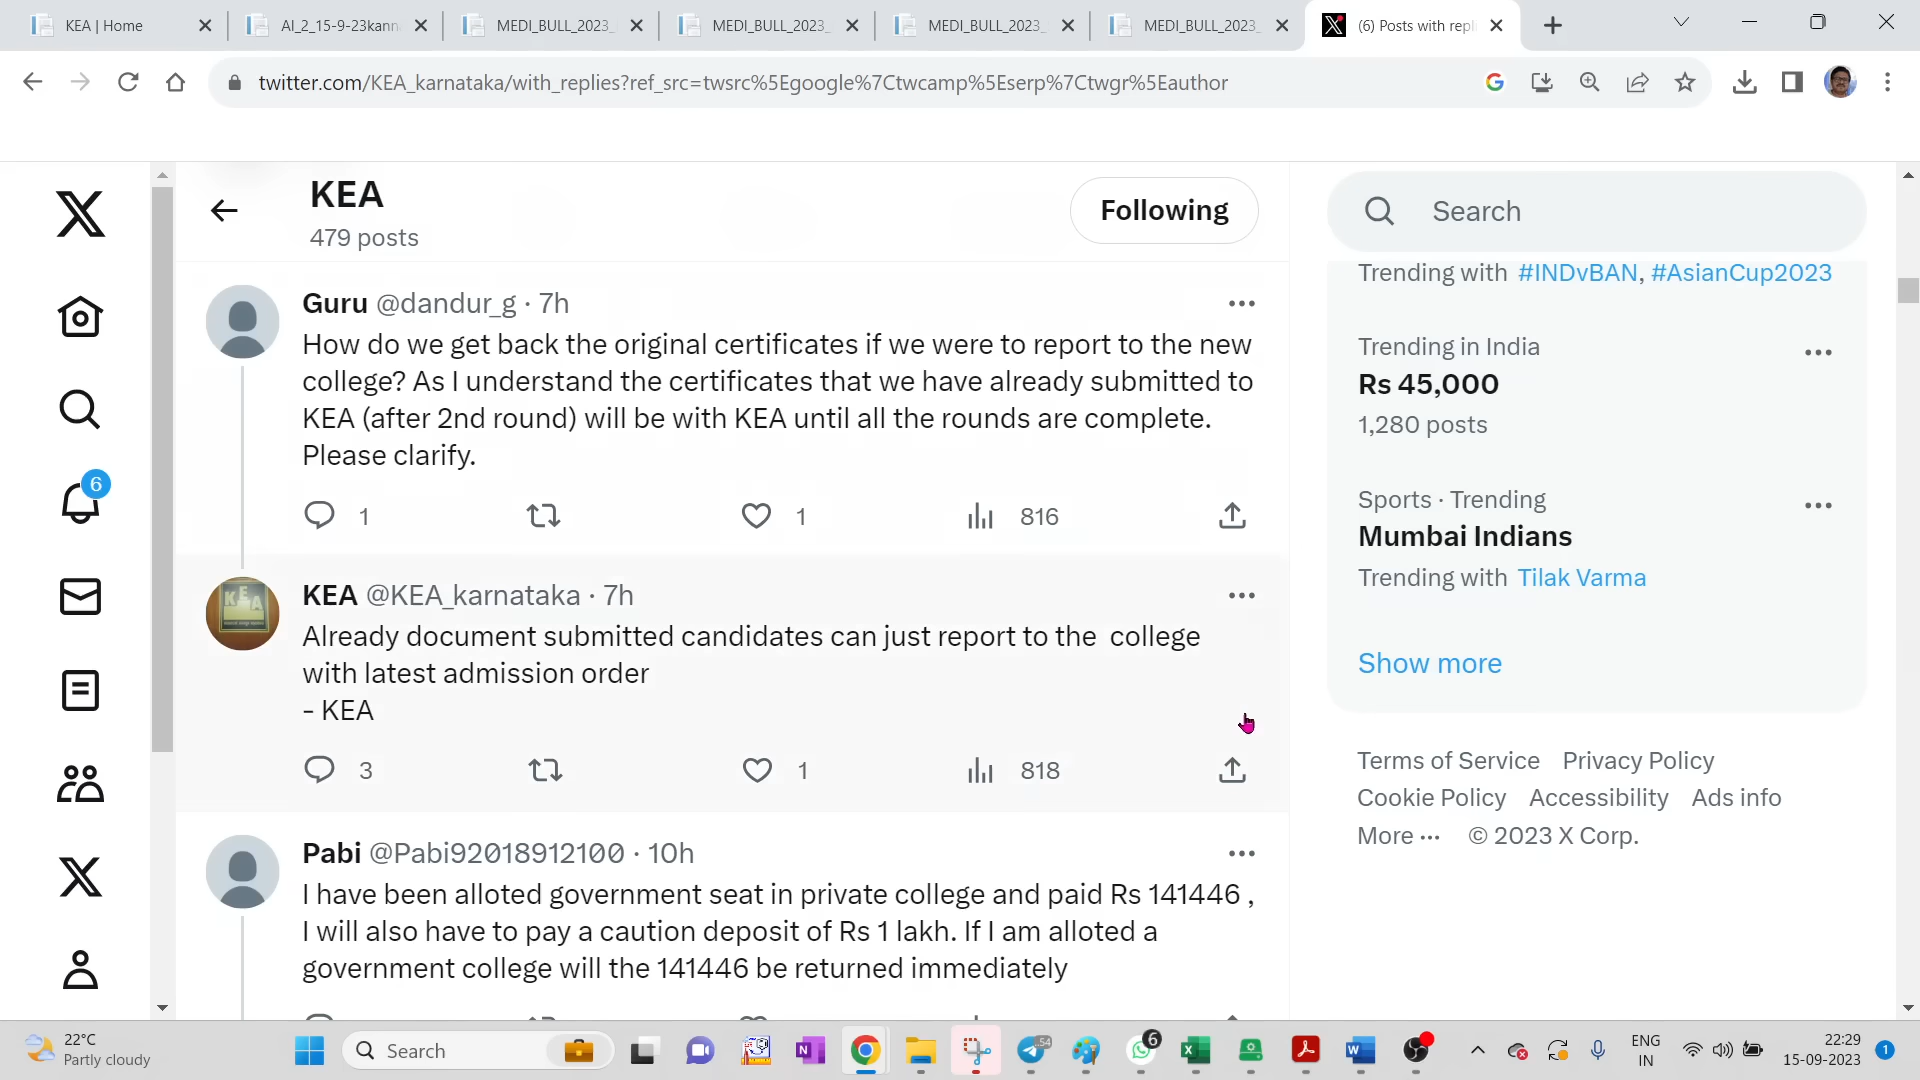 KEA | Home
AI_2_15-9-23kann
MEDI_BULL_2023_
MEDI_BULL_2023_
MEDI_BULL_2023_
MEDI_BULL_2023_
(6) Posts with repl
twitter.com/KEA_karnataka/with_replies?ref_src=twsrc%5Egoogle%7Ctwcamp%5Eserp%7Ctwgr%5Eauthor
KEA
479 posts
Following
Search
Trending with #INDvBAN, #AsianCup2023
Guru @dandur_g · 7h
How do we get back the original certificates if we were to report to the new
college? As I understand the certificates that we have already submitted to
KEA (after 2nd round) will be with KEA until all the rounds are complete.
Please clarify.
1
1
816
Trending in India
Rs 45,000
1,280 posts
Sports · Trending
Mumbai Indians
Trending with Tilak Varma
Show more
6
KEA @KEA_karnataka · 7h
Already document submitted candidates can just report to the college
with latest admission order
- KEA
3
1
818
Terms of Service Privacy Policy
Cookie Policy Accessibility Ads info
More ··· © 2023 X Corp.
Pabi @Pabi92018912100 · 10h
I have been alloted government seat in private college and paid Rs 141446 ,
I will also have to pay a caution deposit of Rs 1 lakh. If I am alloted a
government college will the 141446 be returned immediately
22°C
Partly cloudy
Search
54
6
ENG
IN
22:29
15-09-2023
1